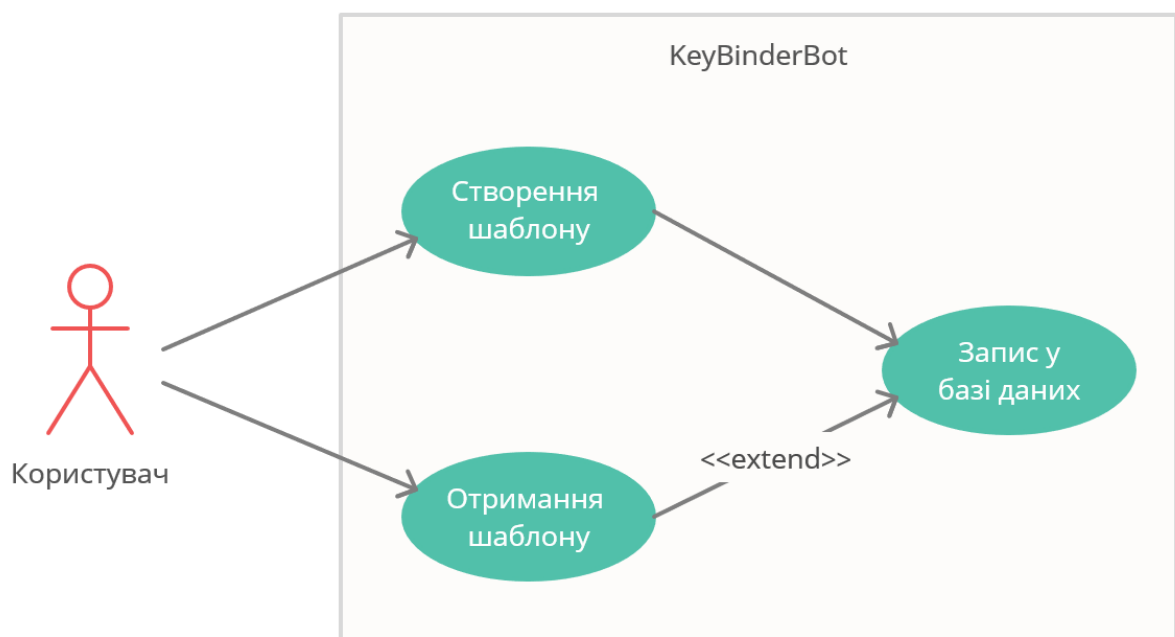 KeyBinderBot
Створення
шаблону
Запис у
базі даних
<<extend>>
Користувач
Отримання
шаблону